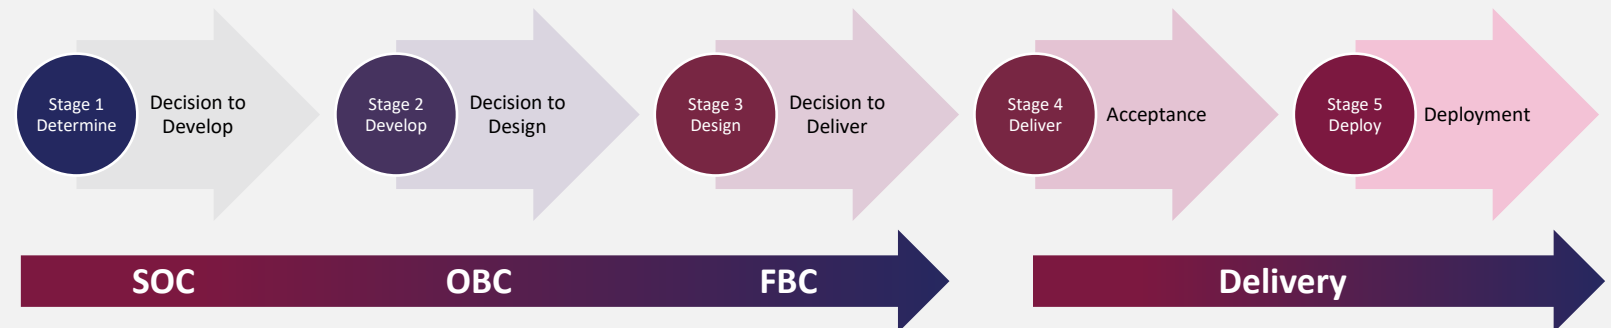 Stage 1
Determine
Decision to
Develop
Stage 2
Develop
Decision to
Design
Stage 3
Design
Decision to
Deliver
Stage 4
Deliver
Acceptance
Stage 5
Deploy
Deployment
SOC
OBC
FBC
Delivery